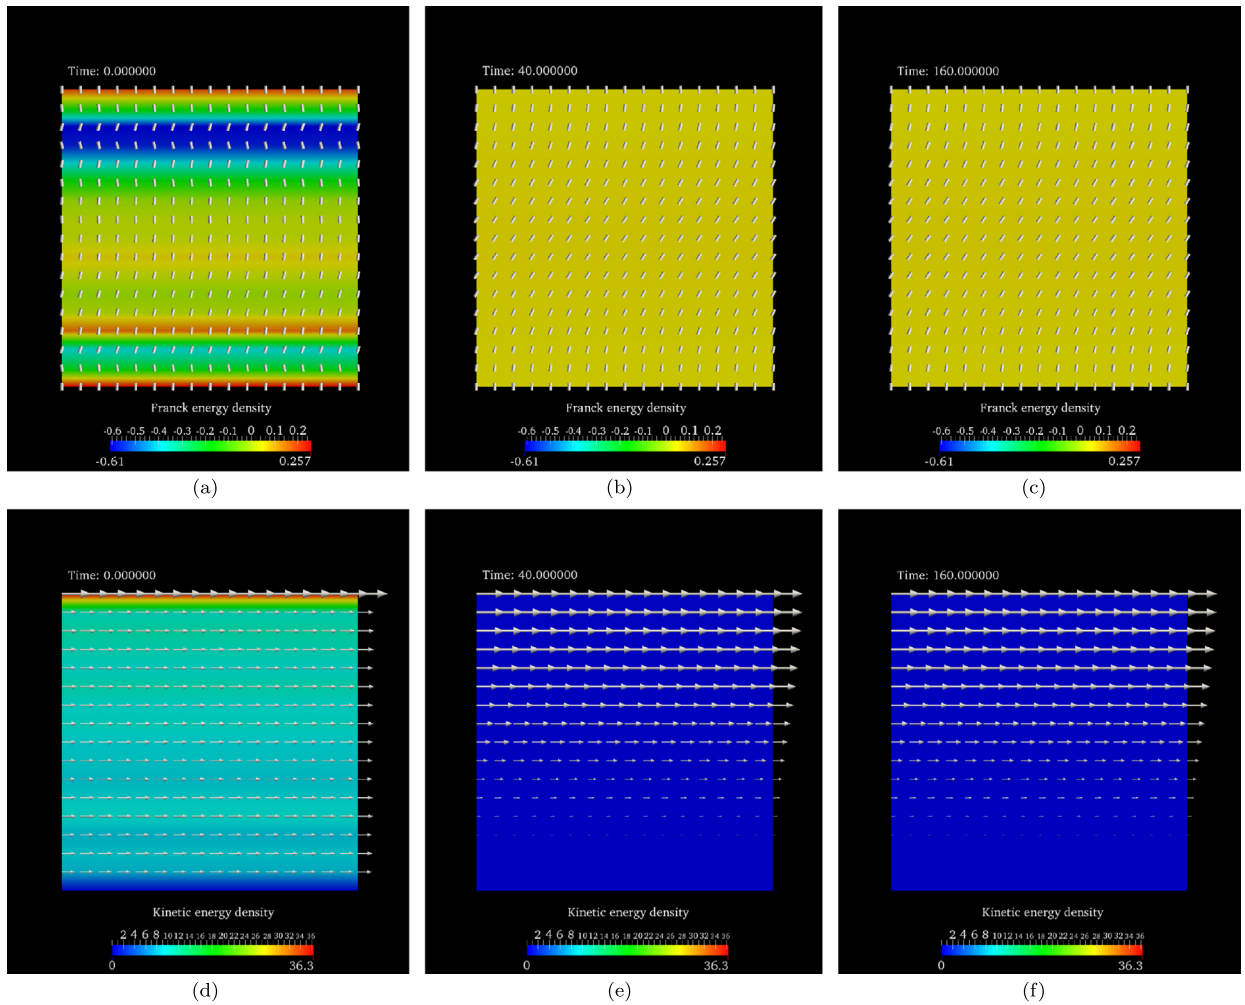 Time: 0.000000
Time: 40.000000
Time: 160.000000
Franck energy density
Franck energy density
Franck energy density
-0.6 -0.5 -0.4 -0.3 -0.2 -0.1 0 0.1 0.2
-0.6 -0.5 -0.4 -0.3 -0.2 -0.1 0 0.1 0.2
-0.6 -0.5 -0.4 -0.3 -0.2 -0.1 0 0.1 0.2
-0.61 0.257
-0.61 0.257
-0.61 0.257
(a)
(b)
(c)
Time: 0.000000
Time: 40.000000
Time: 160.000000
Kinetic energy density
Kinetic energy density
Kinetic energy density
2 4 6 8 10 12 14 16 18 20 22 24 26 28 30 32 34 36
2 4 6 8 10 12 14 16 18 20 22 24 26 28 30 32 34 36
2 4 6 8 10 12 14 16 18 20 22 24 26 28 30 32 34 36
0 36.3
0 36.3
0 36.3
(d)
(e)
(f)